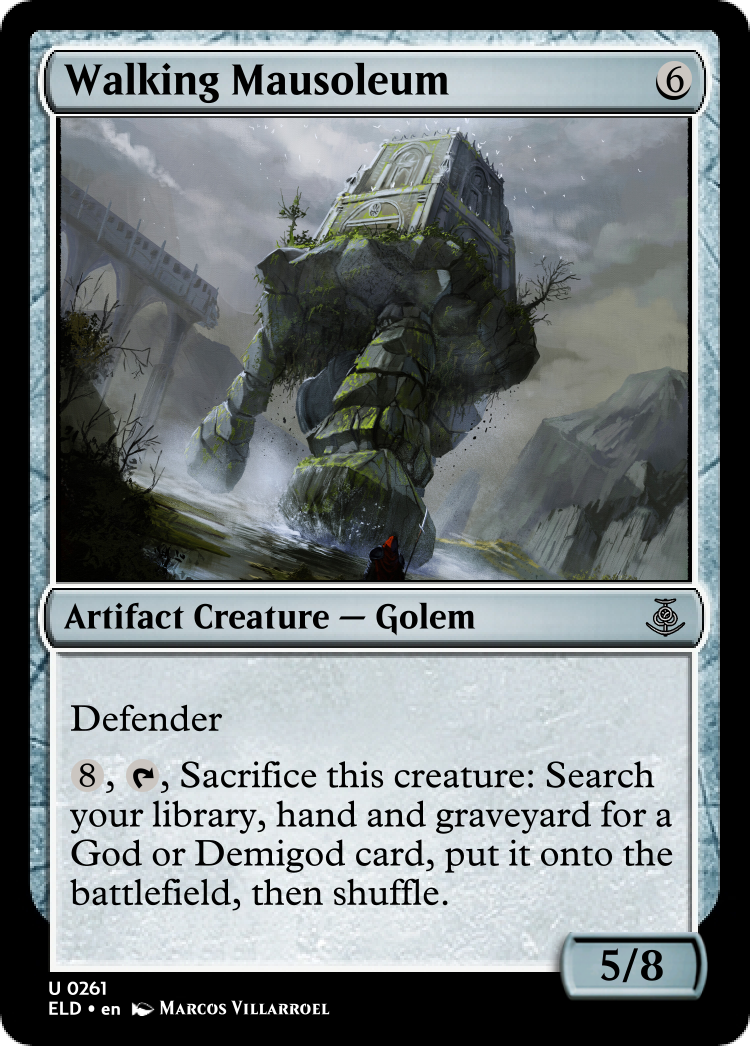 Walking Mausoleum 6
Artifact Creature — Golem
Defender
8, , Sacrifice this creature: Search
your library, hand and graveyard for a
God or Demigod card, put it onto the
battlefield, then shuffle.
5/8
U 0261
ELD • en Marcos Villarroel